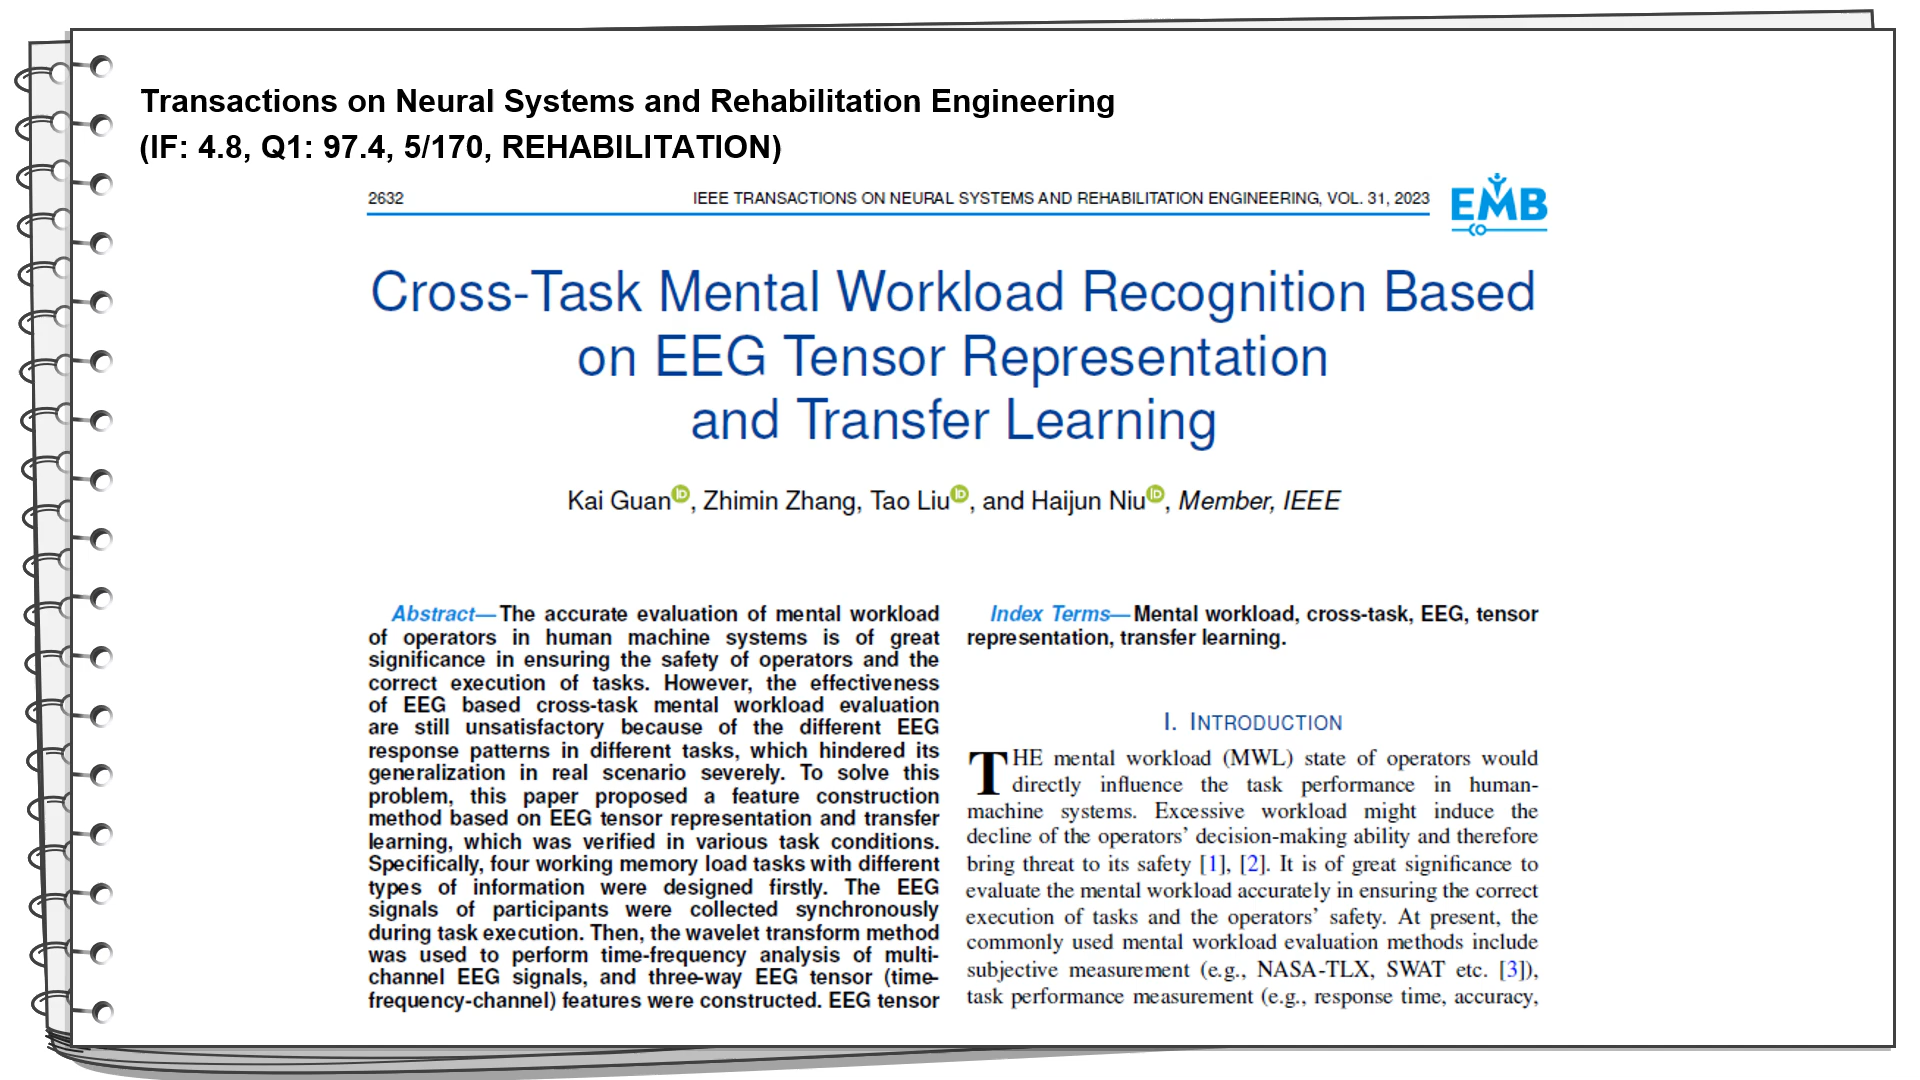 Transactions on Neural Systems and Rehabilitation Engineering
(IF: 4.8, Q1: 97.4, 5/170, REHABILITATION)
2632
IEEE TRANSACTIONS ON NEURAL SYSTEMS AND REHABILITATION ENGINEERING, VOL. 31, 2023
EMB
Cross-Task Mental Workload Recognition Based
on EEG Tensor Representation
and Transfer Learning
Kai Guan, Zhimin Zhang, Tao Liu, and Haijun Niu, Member, IEEE
Abstract—The accurate evaluation of mental workload
of operators in human machine systems is of great
significance in ensuring the safety of operators and the
correct execution of tasks. However, the effectiveness
of EEG based cross-task mental workload evaluation
are still unsatisfactory because of the different EEG
response patterns in different tasks, which hindered its
generalization in real scenario severely. To solve this
problem, this paper proposed a feature construction
method based on EEG tensor representation and transfer
learning, which was verified in various task conditions.
Specifically, four working memory load tasks with different
types of information were designed firstly. The EEG
signals of participants were collected synchronously
during task execution. Then, the wavelet transform method
was used to perform time-frequency analysis of multi-
channel EEG signals, and three-way EEG tensor (time-
frequency-channel) features were constructed. EEG tensor
Index Terms—Mental workload, cross-task, EEG, tensor
representation, transfer learning.
I. INTRODUCTION
THE mental workload (MWL) state of operators would
directly influence the task performance in human-
machine systems. Excessive workload might induce the
decline of the operators' decision-making ability and therefore
bring threat to its safety [1], [2]. It is of great significance to
evaluate the mental workload accurately in ensuring the correct
execution of tasks and the operators' safety. At present, the
commonly used mental workload evaluation methods include
subjective measurement (e.g., NASA-TLX, SWAT etc. [3]),
task performance measurement (e.g., response time, accuracy,